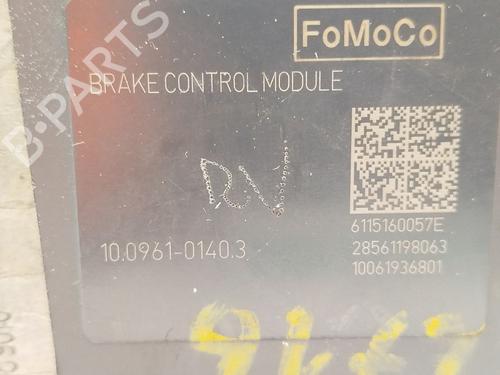 FoMoCo
BRAKE CONTROL MODULE
10.0961-0140.3
6115160057E
28561198063
10061936801
B-PARTS